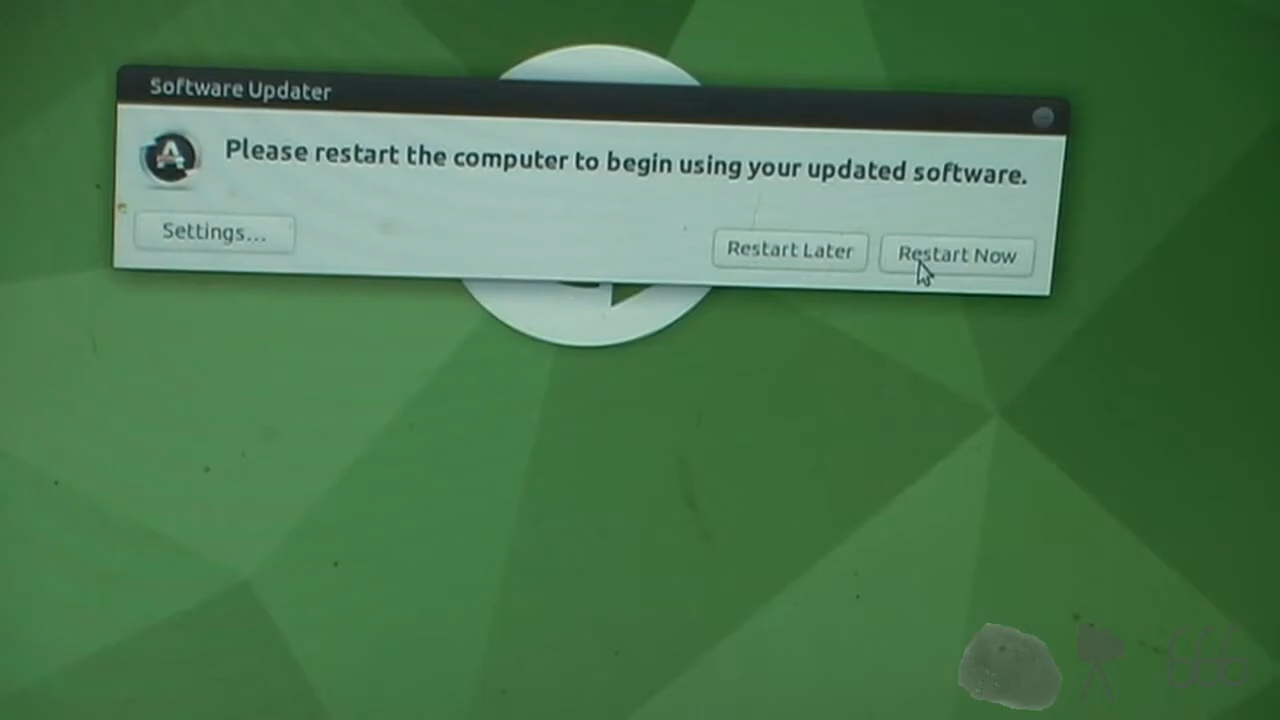 Software Updater
Please restart the computer to begin using your updated software.
Settings...
Restart Later
Restart Now